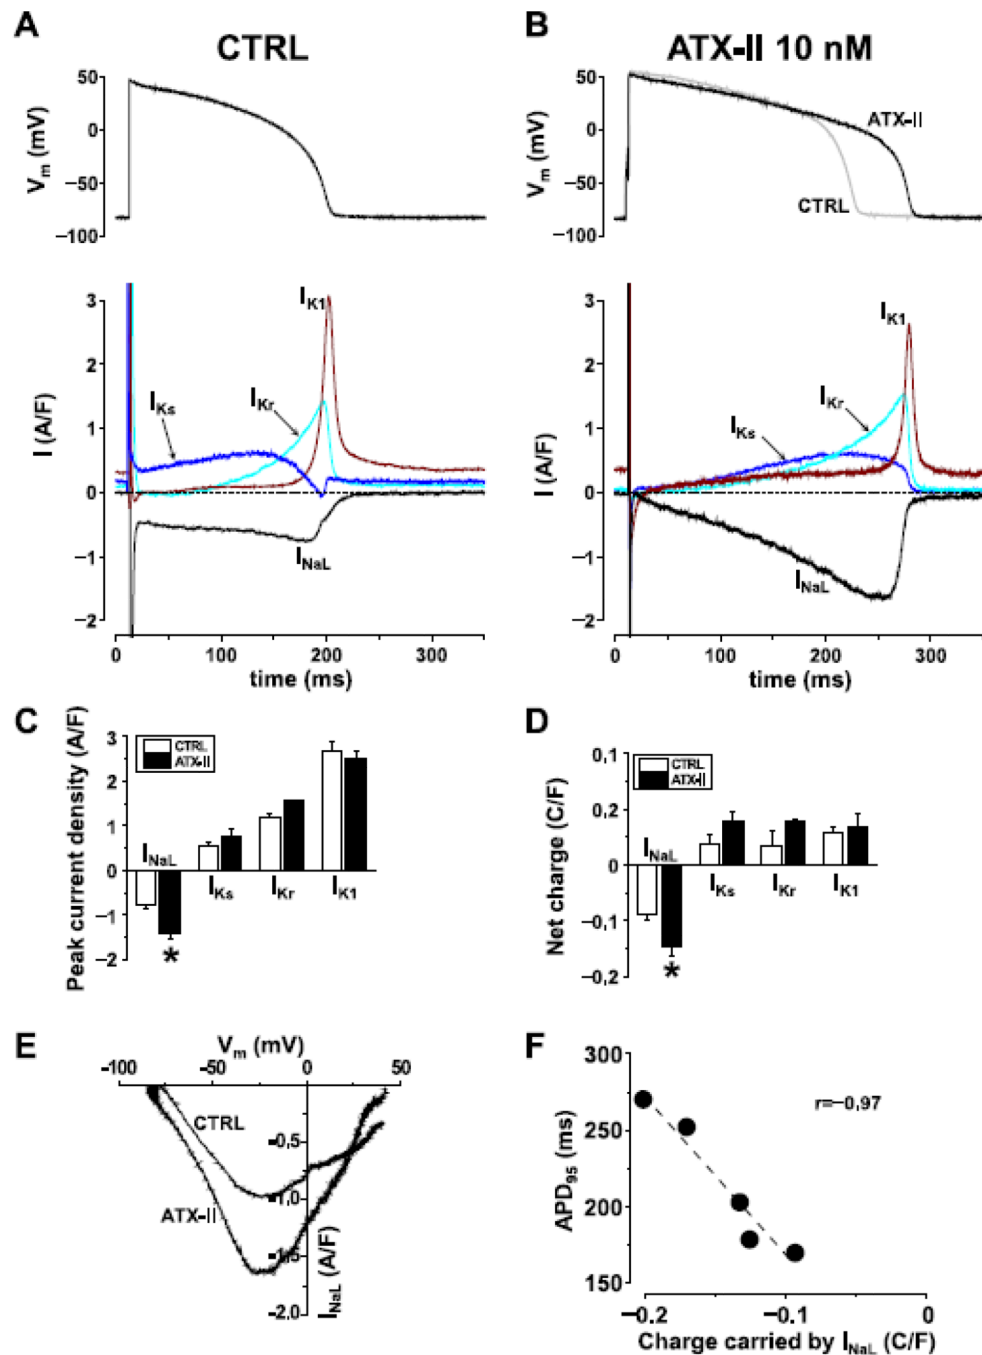 A
CTRL
50
0
−50
−100
Vm (mV)
B
ATX-II 10 nM
50
0
−50
−100
Vm (mV)
ATX-II
CTRL
3
2
1
0
−1
−2
I (A/F)
IK1
IKs
IKr
INaL
0
100
200
300
time (ms)
3
2
1
0
−1
−2
I (A/F)
IK1
IKr
IKs
INaL
0
100
200
300
time (ms)
C
Peak current density (A/F)
3
2
1
0
−1
−2
CTRL
ATX-II
INaL
IKs
IKr
IK1
*
D
Net charge (C/F)
0,1
0,2
0
−0,1
−0,2
CTRL
ATX-II
INaL
IKs
IKr
IK1
*
E
Vm (mV)
-100
-50
0
50
CTRL
ATX-II
-0,5
-1,0
-1,5
-2,0
INaL (A/F)
F
300
250
200
150
APD95 (ms)
r=−0,97
−0.2
−0.1
0
Charge carried by INaL (C/F)